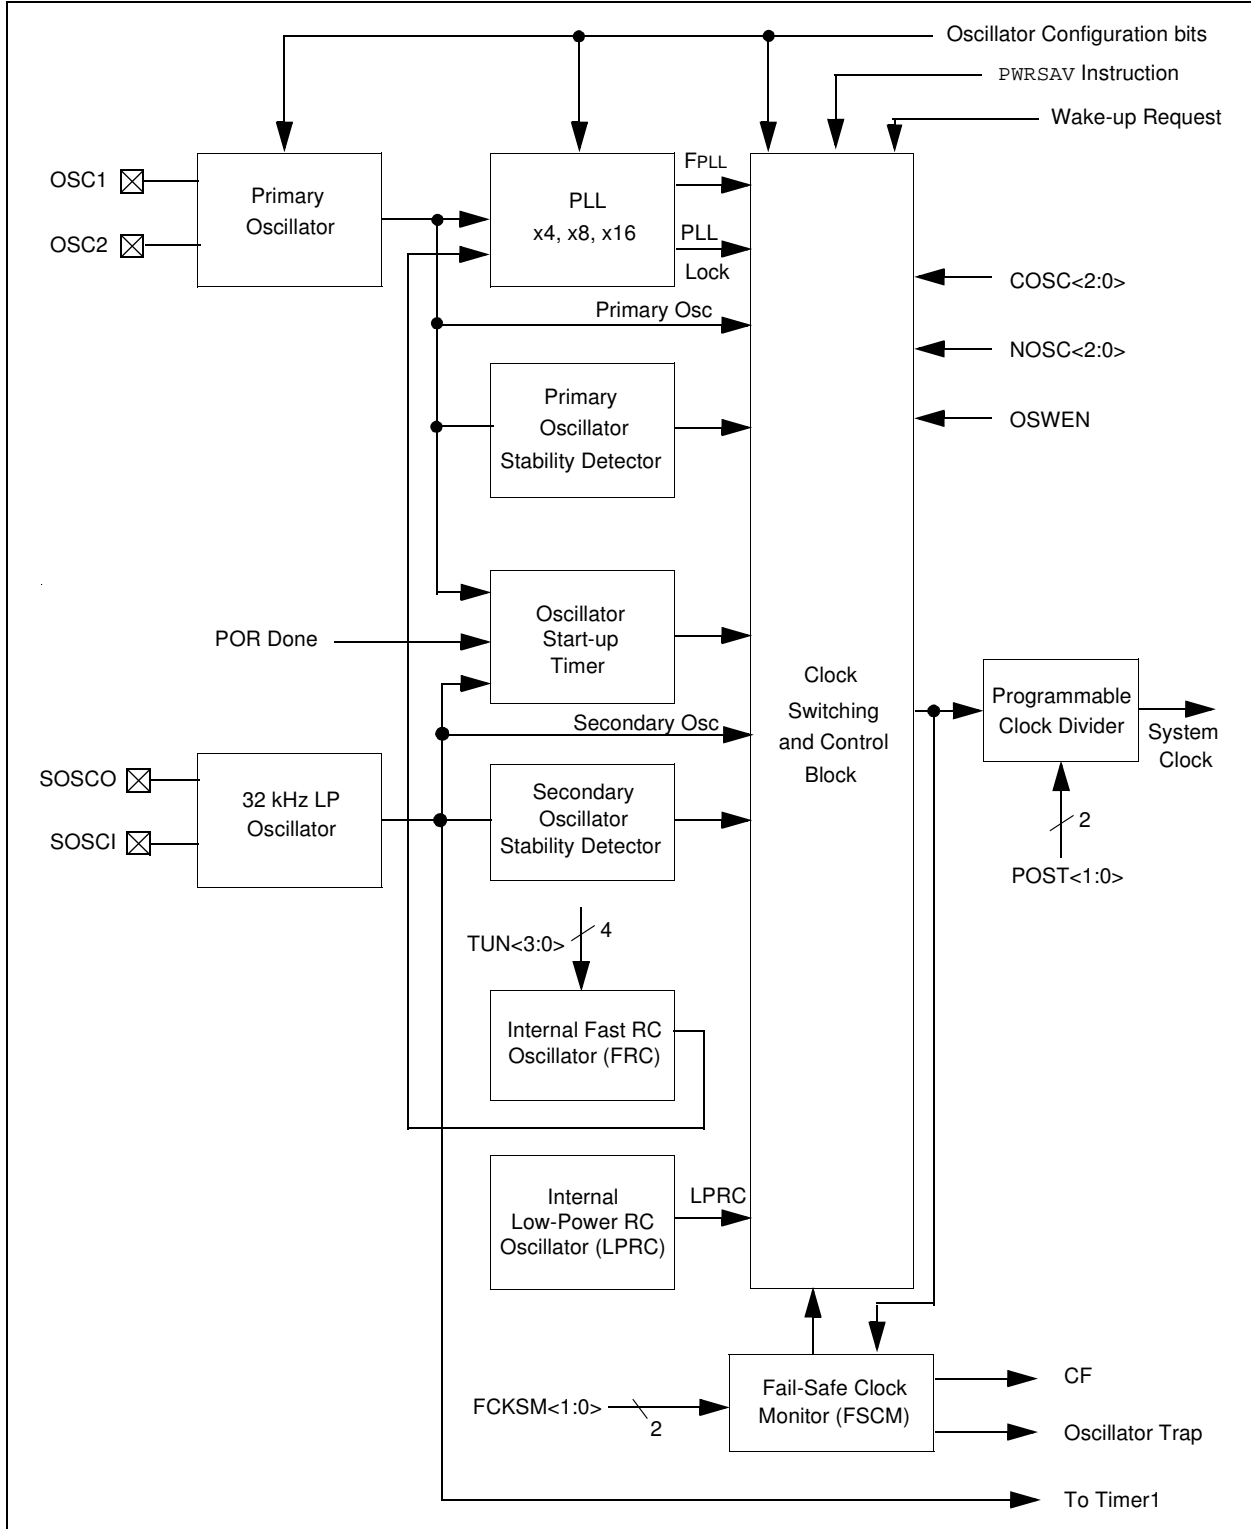 Oscillator Configuration bits
PWRSAV Instruction
Wake-up Request
OSC1
OSC2
Primary
Oscillator
PLL
x4, x8, x16
FPLL
PLL
Lock
COSC<2:0>
Primary Osc
NOSC<2:0>
Primary
Oscillator
Stability Detector
OSWEN
POR Done
Oscillator
Start-up
Timer
Clock
Switching
and Control
Block
Programmable
Clock Divider
System
Clock
Secondary Osc
SOSCO
SOSCI
32 kHz LP
Oscillator
Secondary
Oscillator
Stability Detector
2
POST<1:0>
TUN<3:0>
4
Internal Fast RC
Oscillator (FRC)
Internal
Low-Power RC
Oscillator (LPRC)
LPRC
FCKSM<1:0>
2
Fail-Safe Clock
Monitor (FSCM)
CF
Oscillator Trap
To Timer1